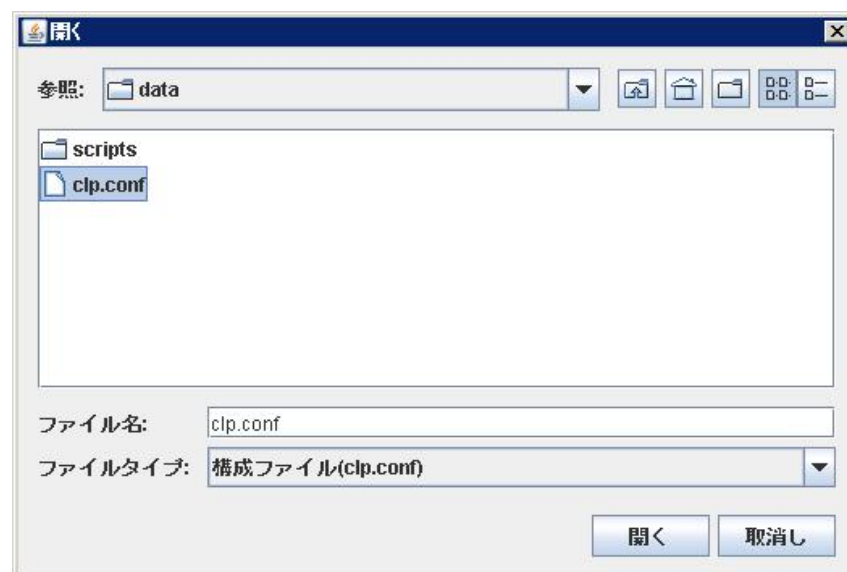 開く
参照: data
scripts
clp.conf
ファイル名: clp.conf
ファイルタイプ: 構成ファイル(clp.conf)
開く 取消し